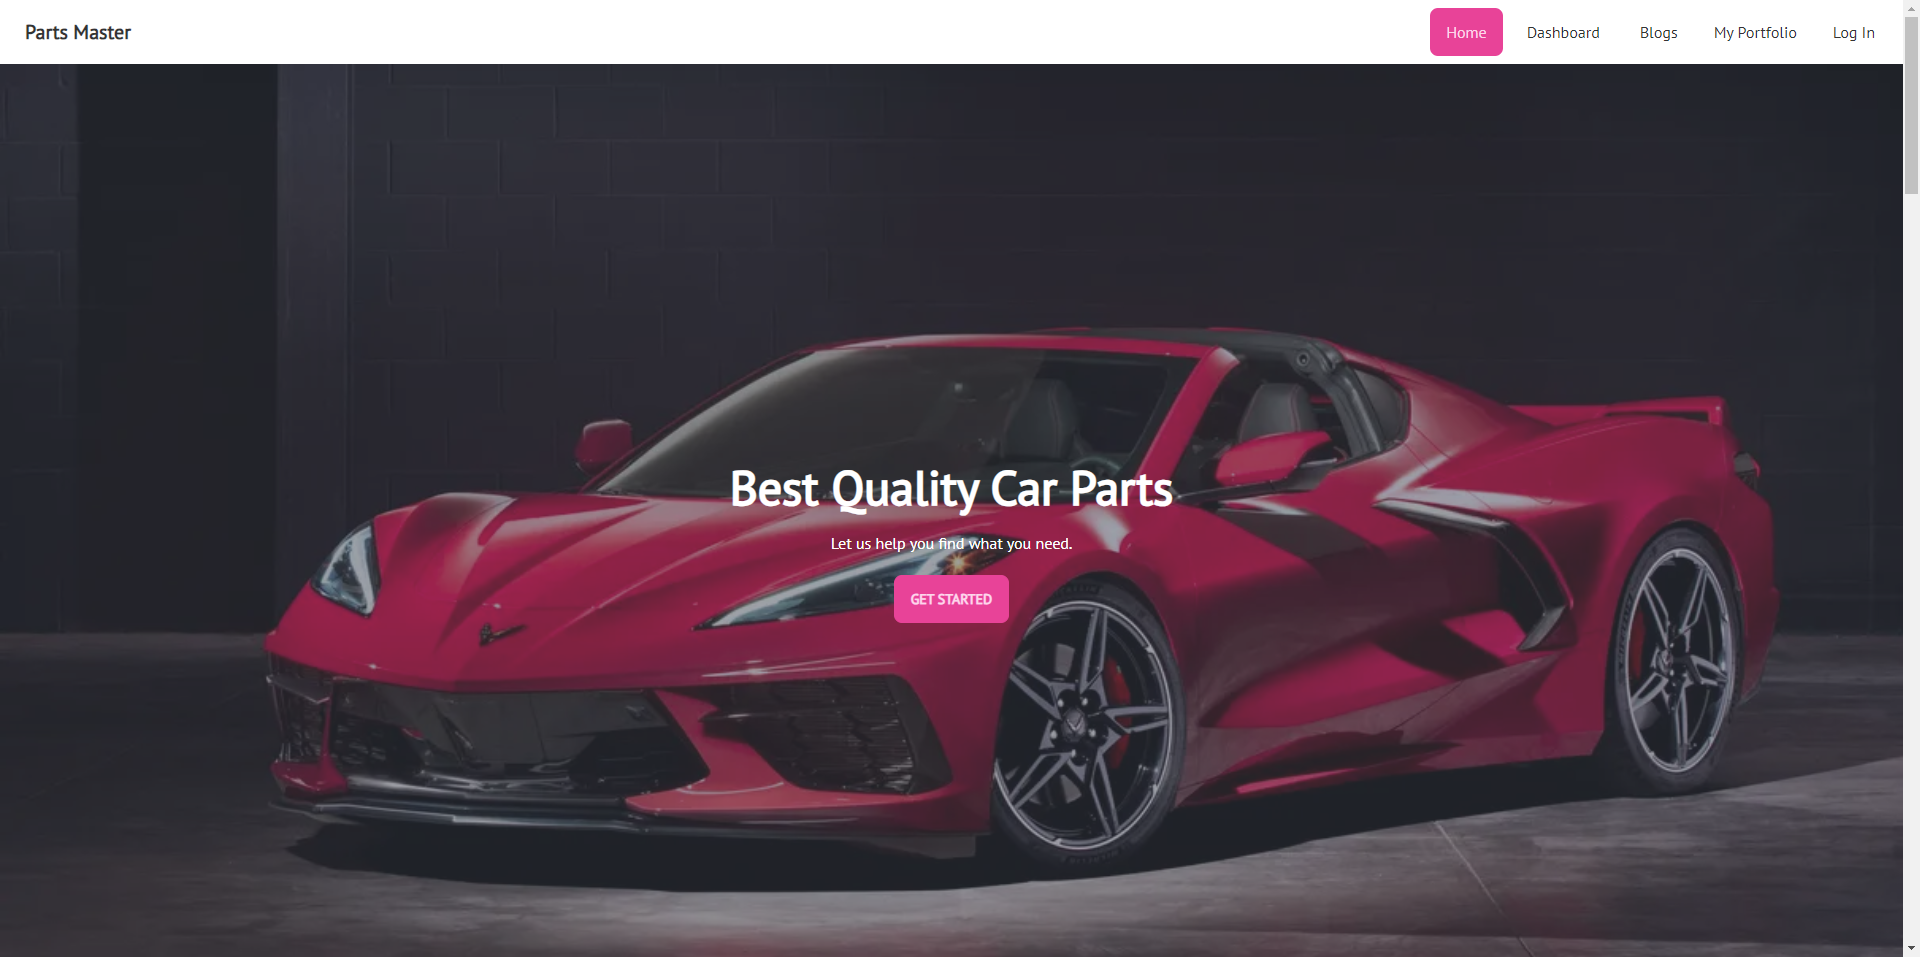 Parts Master
Home Dashboard Blogs My Portfolio Log In
Best Quality Car Parts
Let us help you find what you need.
GET STARTED